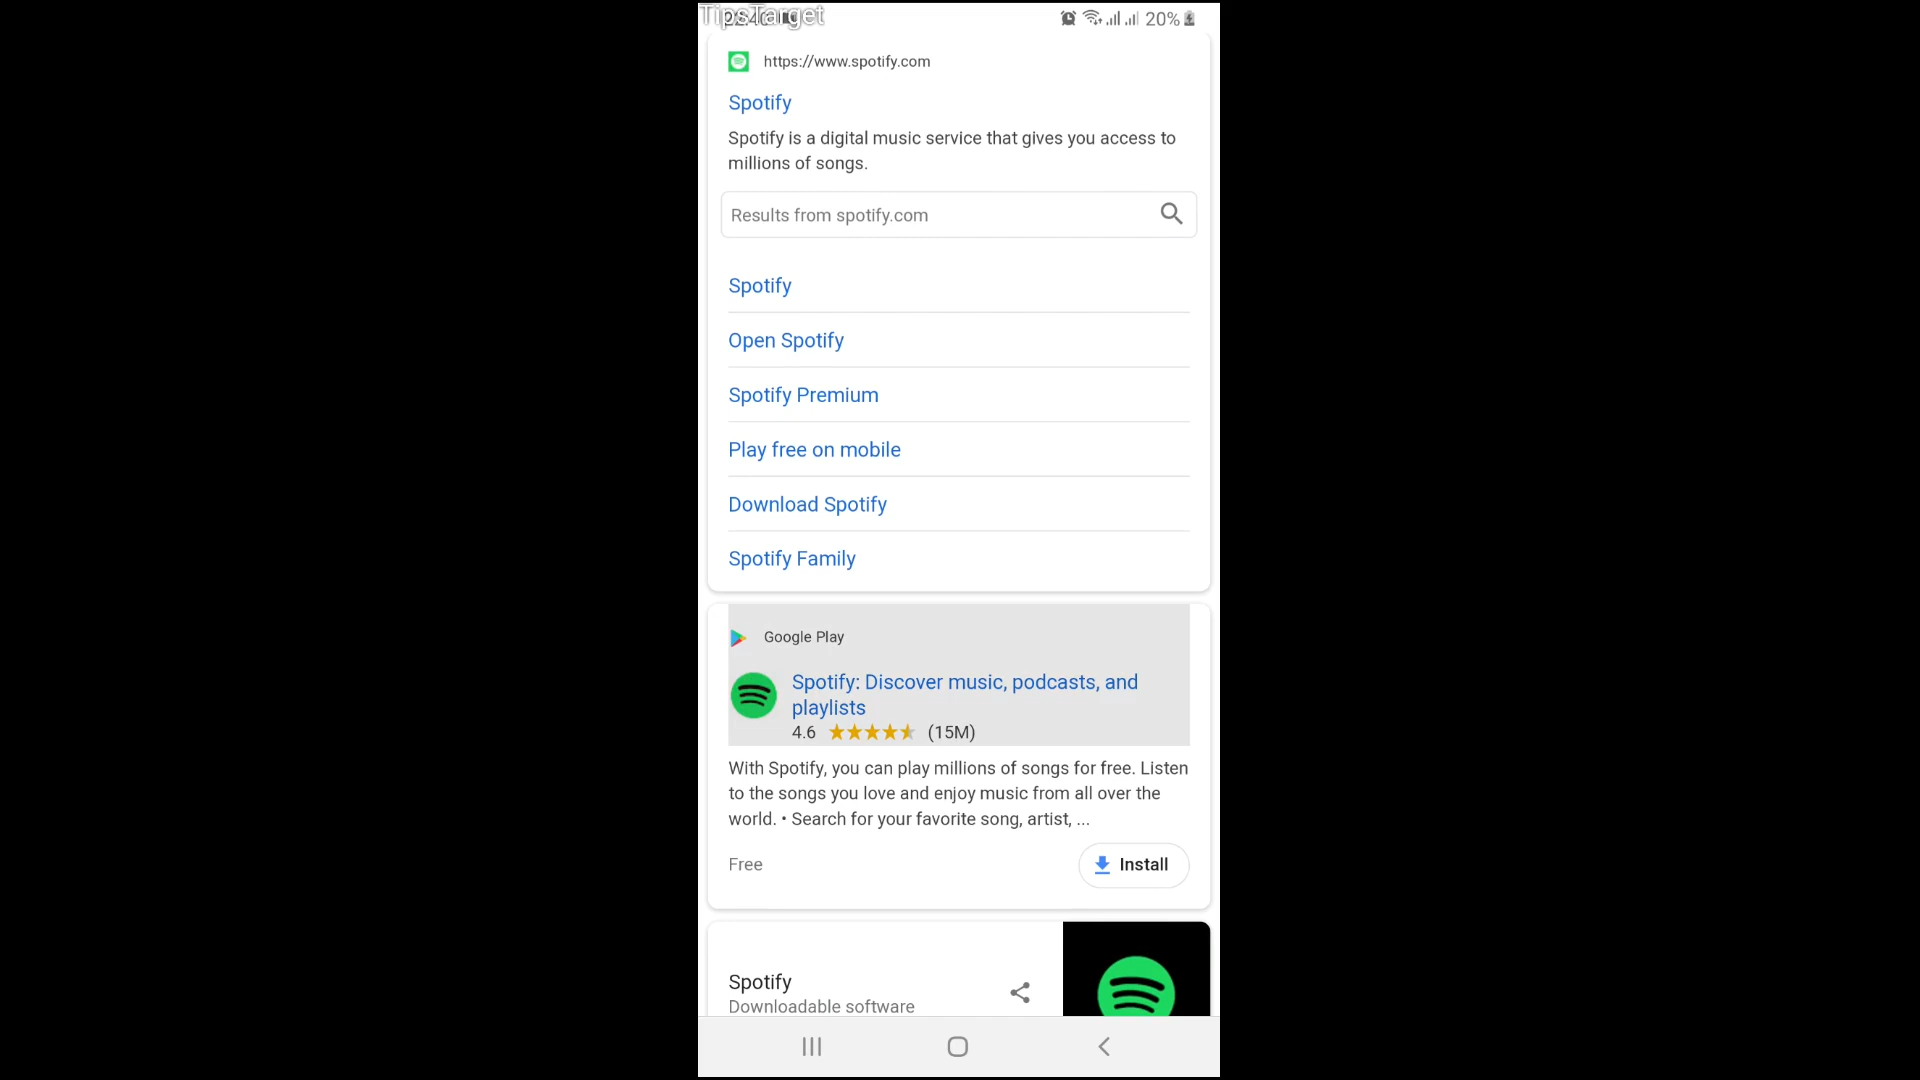 TipsTarget
20%
https://www.spotify.com
Spotify
Spotify is a digital music service that gives you access to
millions of songs.
Results from spotify.com
Spotify
Open Spotify
Spotify Premium
Play free on mobile
Download Spotify
Spotify Family
Google Play
Spotify: Discover music, podcasts, and
playlists
4.6 (15M)
With Spotify, you can play millions of songs for free. Listen
to the songs you love and enjoy music from all over the
world. • Search for your favorite song, artist, ...
Free
Install
Spotify
Downloadable software